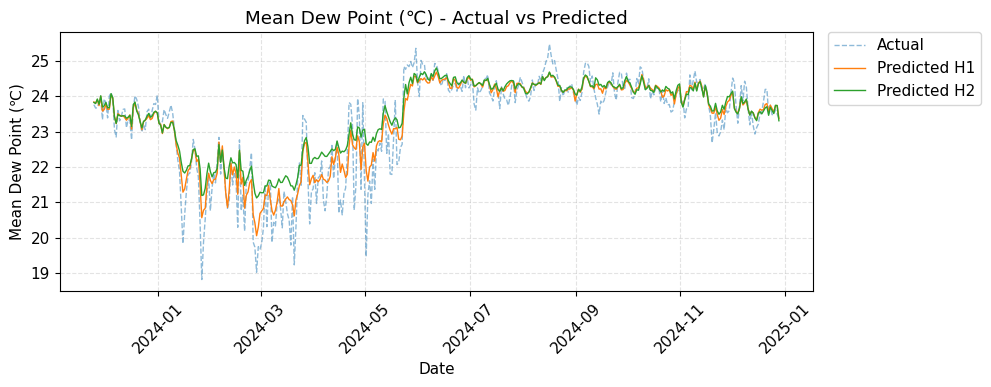 Mean Dew Point (℃) - Actual vs Predicted
Actual
Predicted H1
Predicted H2
Mean Dew Point (℃)
25
24
23
22
21
20
19
2024-01
2024-03
2024-05
2024-07
2024-09
2024-11
2025-01
Date